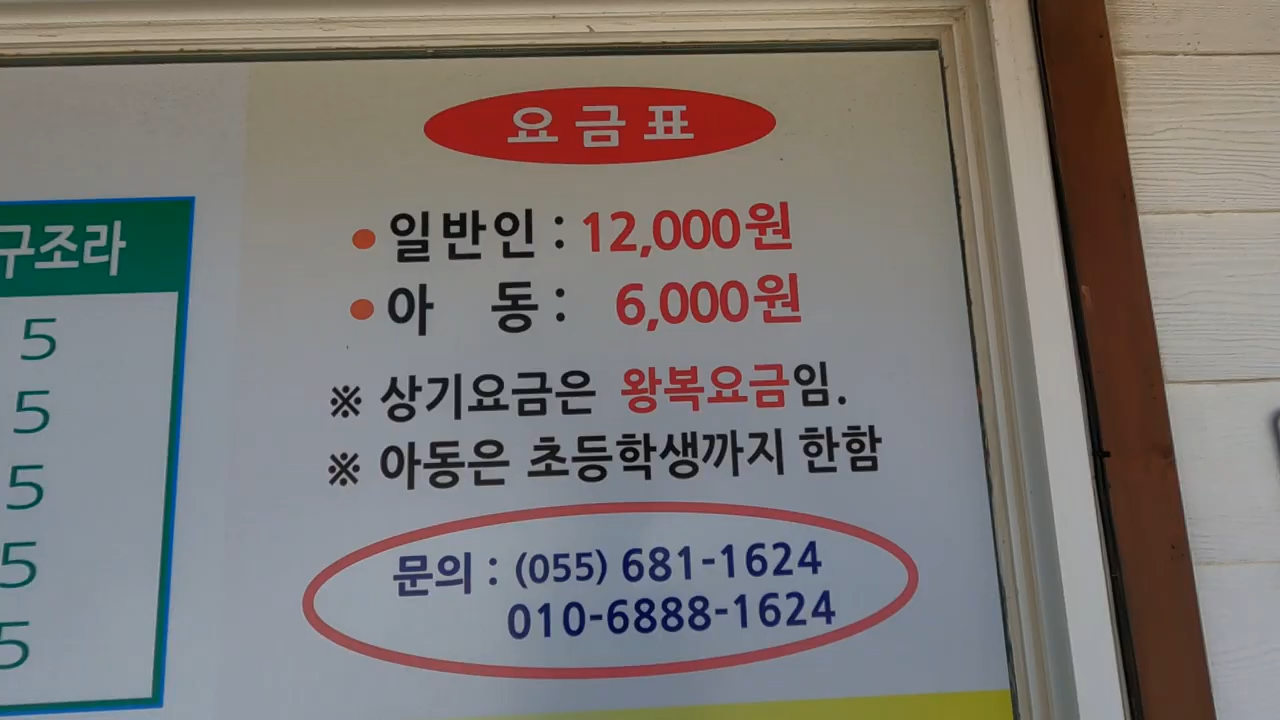 요금표
일반인 : 12,000원
아 동 : 6,000원
※ 상기요금은 왕복요금임.
※ 아동은 초등학생까지 한함
문의 : (055) 681-1624
010-6888-1624
구조라
5
5
5
5
5